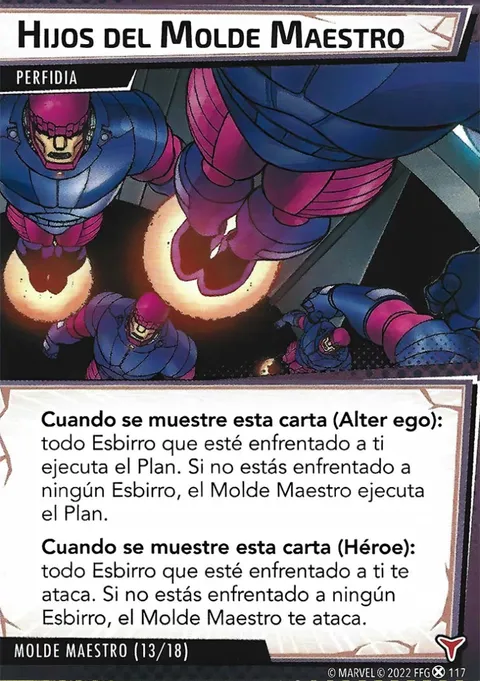 Hijos del Molde Maestro
PERFIDIA
Cuando se muestre esta carta (Alter ego):
todo Esbirro que esté enfrentado a ti
ejecuta el Plan. Si no estás enfrentado a
ningún Esbirro, el Molde Maestro ejecuta
el Plan.
Cuando se muestre esta carta (Héroe):
todo Esbirro que esté enfrentado a ti te
ataca. Si no estás enfrentado a ningún
Esbirro, el Molde Maestro te ataca.
MOLDE MAESTRO (13/18)
© MARVEL © 2022 FFG 117